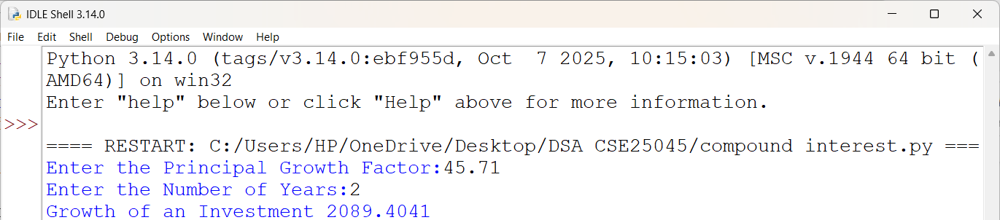 IDLE Shell 3.14.0
File Edit Shell Debug Options Window Help
Python 3.14.0 (tags/v3.14.0:ebf955d, Oct  7 2025, 10:15:03) [MSC v.1944 64 bit (
AMD64)] on win32
Enter "help" below or click "Help" above for more information.
>>>
==== RESTART: C:/Users/HP/OneDrive/Desktop/DSA CSE25045/compound interest.py ===
Enter the Principal Growth Factor:45.71
Enter the Number of Years:2
Growth of an Investment 2089.4041